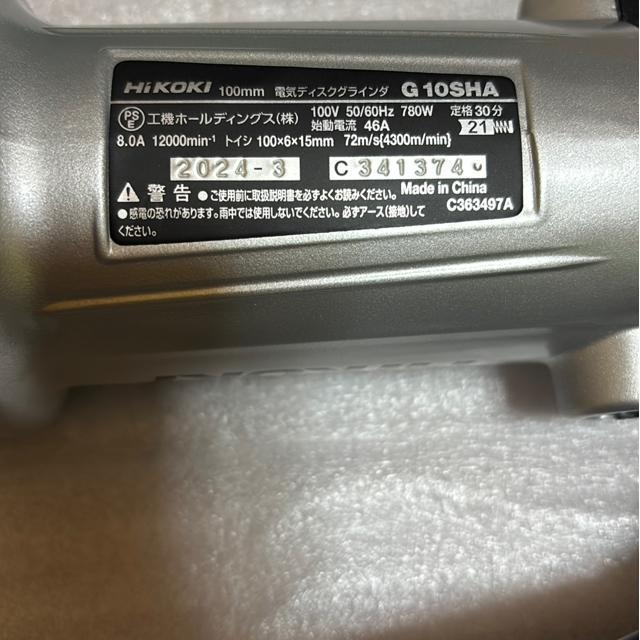 HiKOKI 100mm 電気ディスクグラインダ G 10SHA
PS E 工機ホールディングス(株) 100V 50/60Hz 780W 定格30分
始動電流 46A 21
8.0A 12000min⁻¹ トイシ 100×6×15mm 72m/s{4300m/min}
2024-3 C 341374
警告 ●ご使用前に取扱説明書を必ずよくお読みください。 Made in China
●感電の恐れがあります。雨中では使用しないでください。必ずアース(接地)して C363497A
ください。